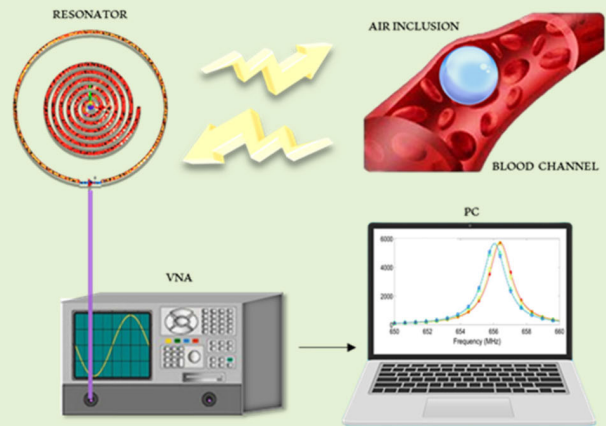 RESONATOR
AIR INCLUSION
BLOOD CHANNEL
VNA
PC
6000
4000
2000
0
650 652 654 656 658 660
Frequency (MHz)